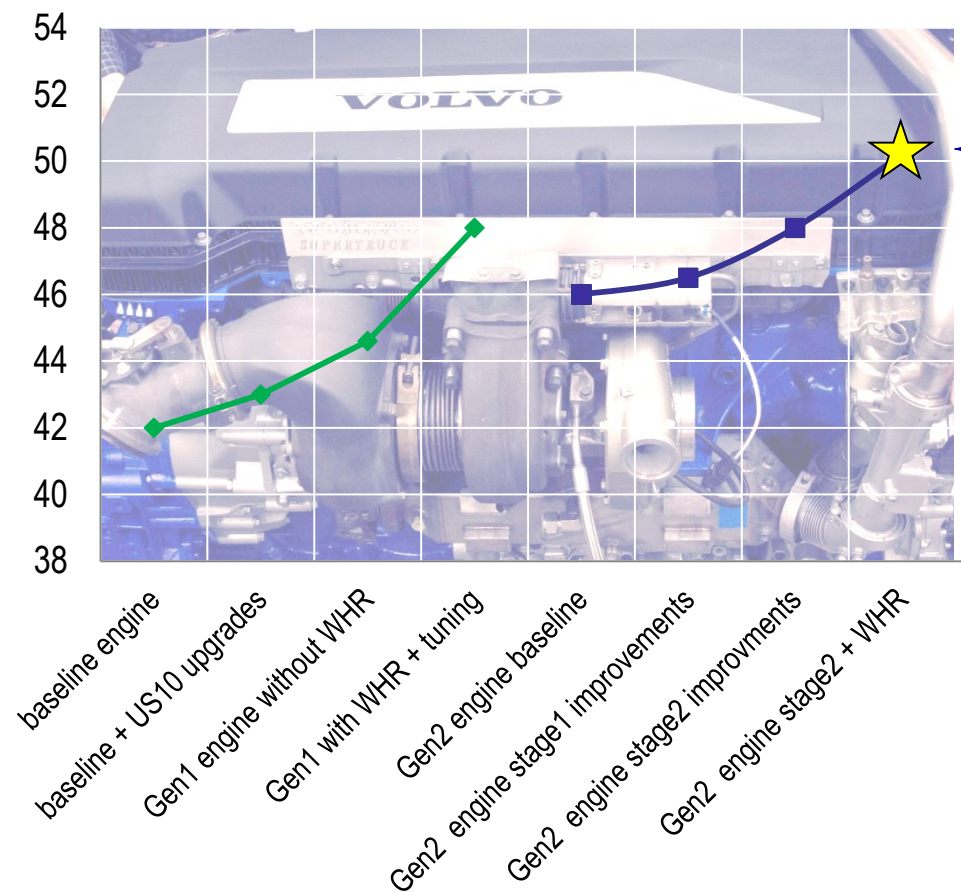 54
52
50
48
46
44
42
40
38
VOLVO
SUPERTRUCK
baseline engine
baseline + US10 upgrades
Gen1 engine without WHR
Gen1 with WHR + tuning
Gen2 engine baseline
Gen2 engine stage1 improvements
Gen2 engine stage2 improvments
Gen2 engine stage2 + WHR